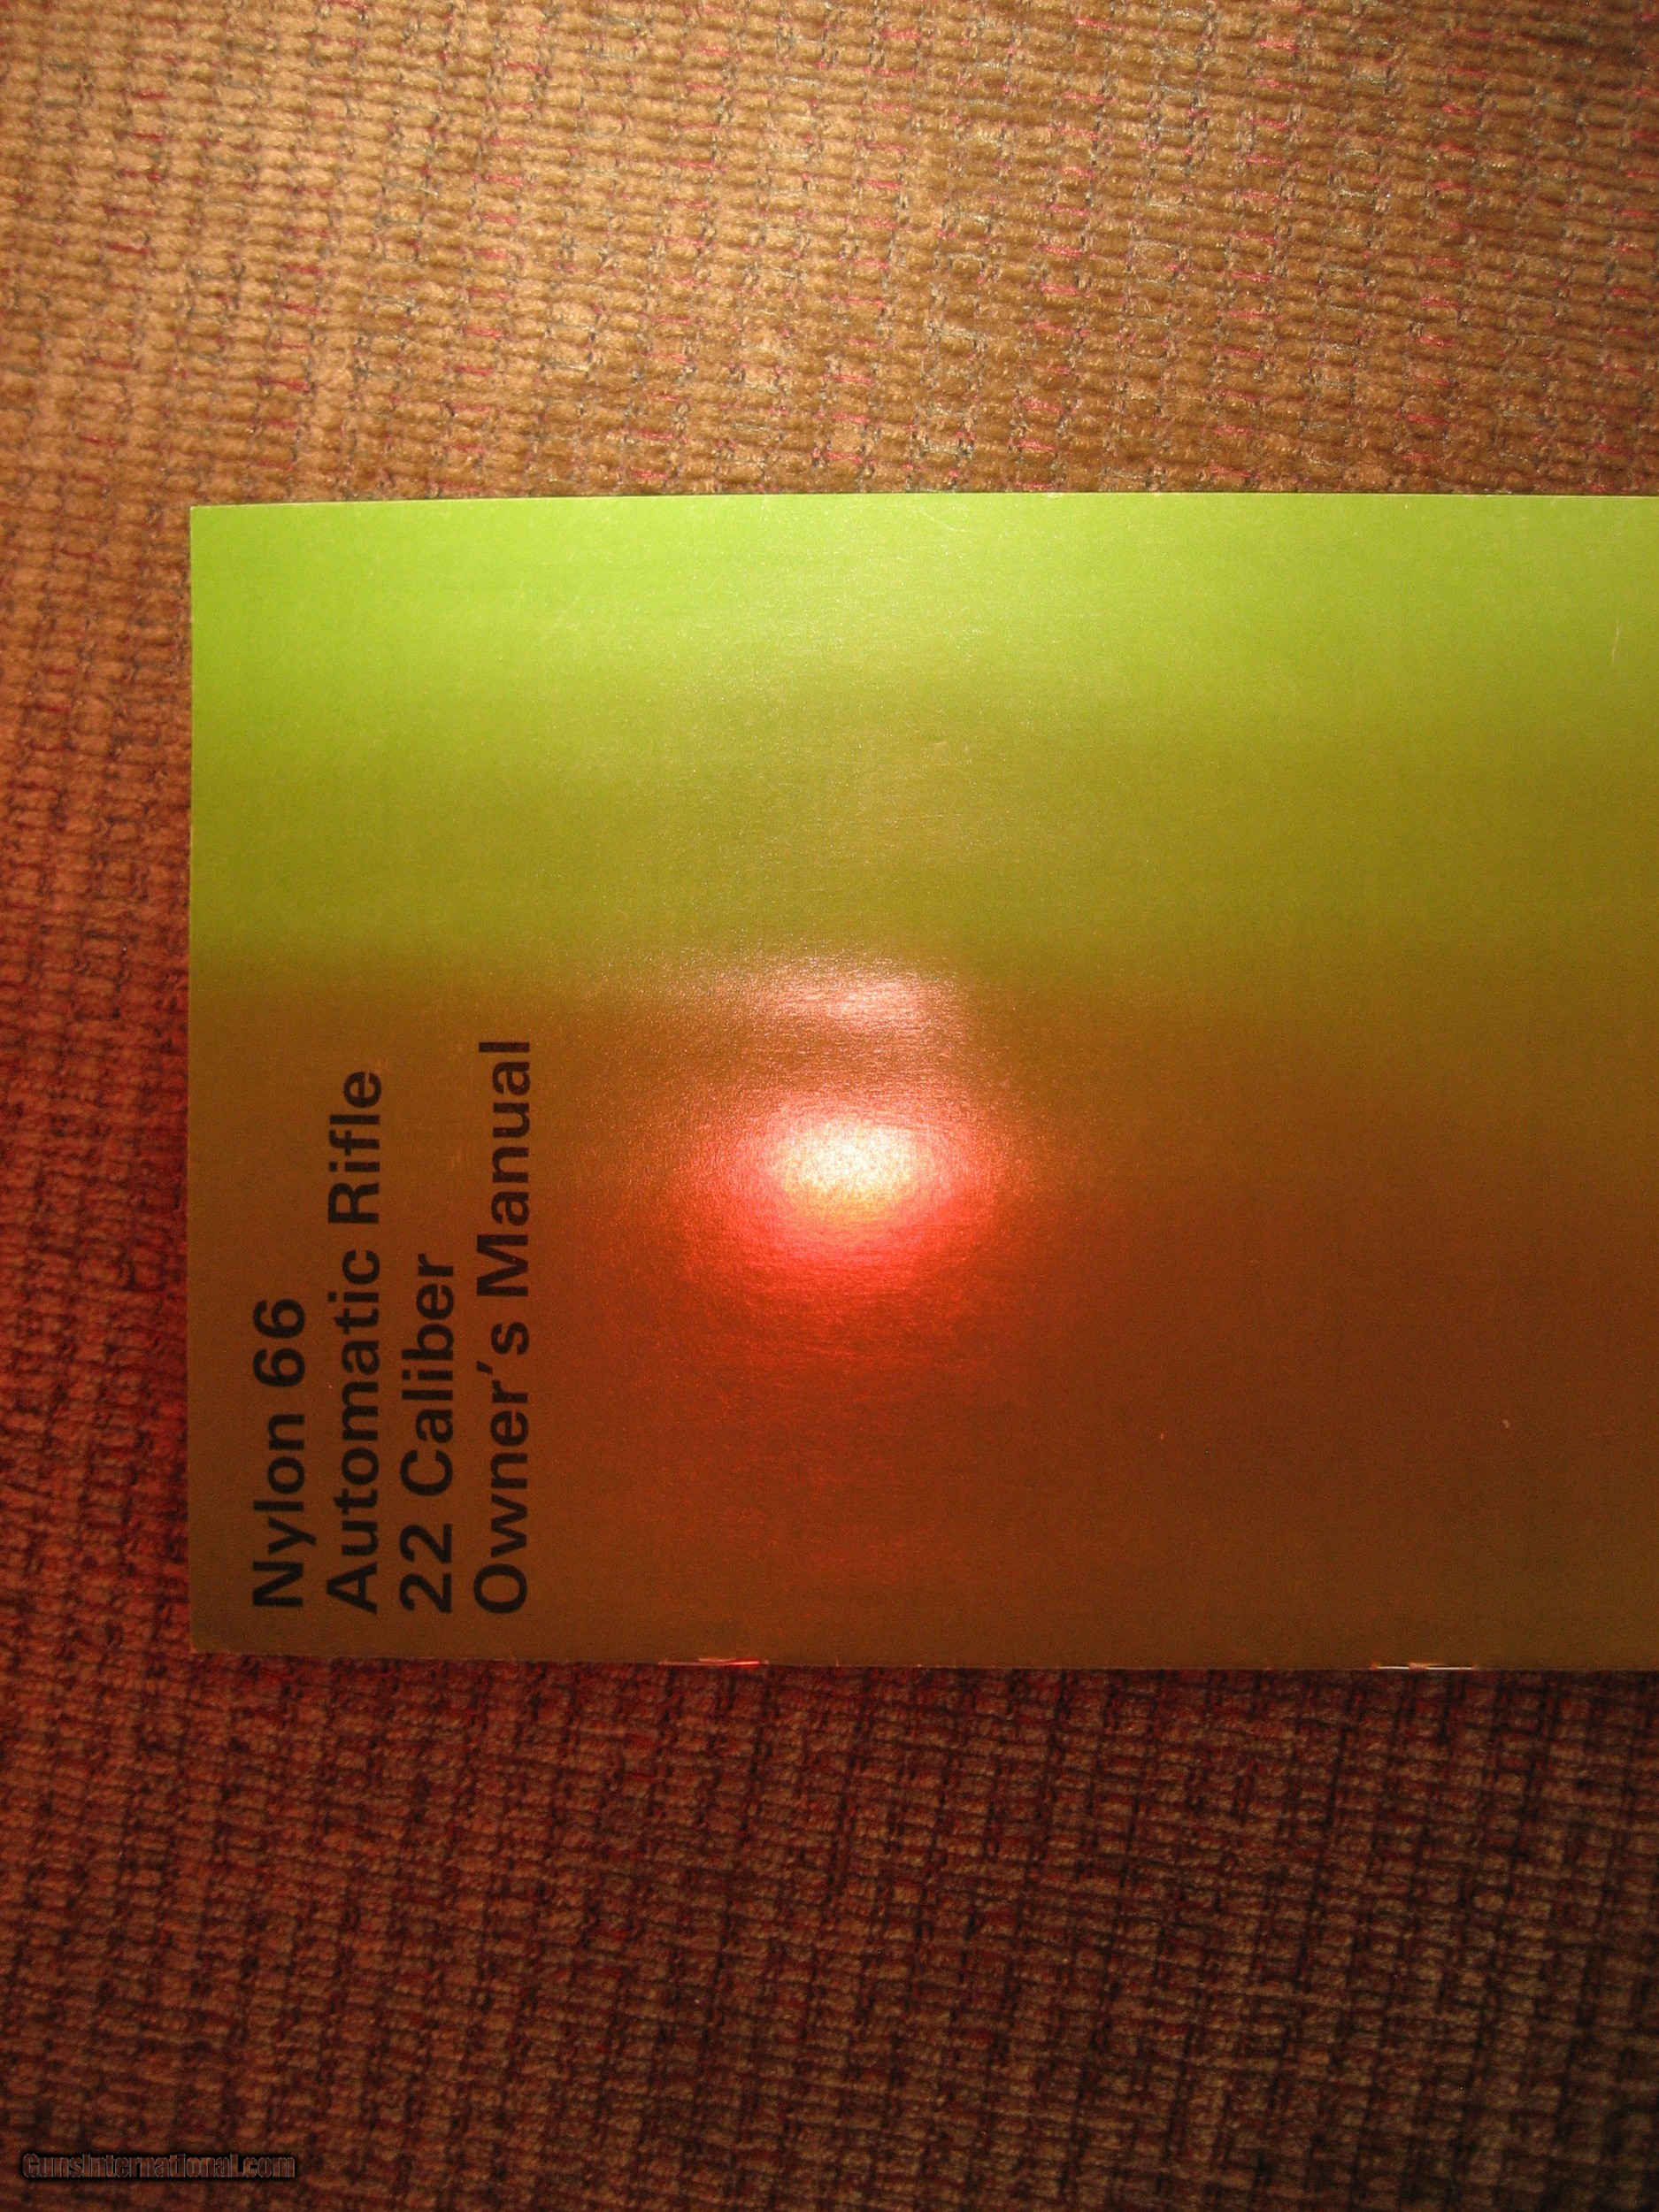 Nylon 66
Automatic Rifle
22 Caliber
Owner's Manual
GunsInternational.com